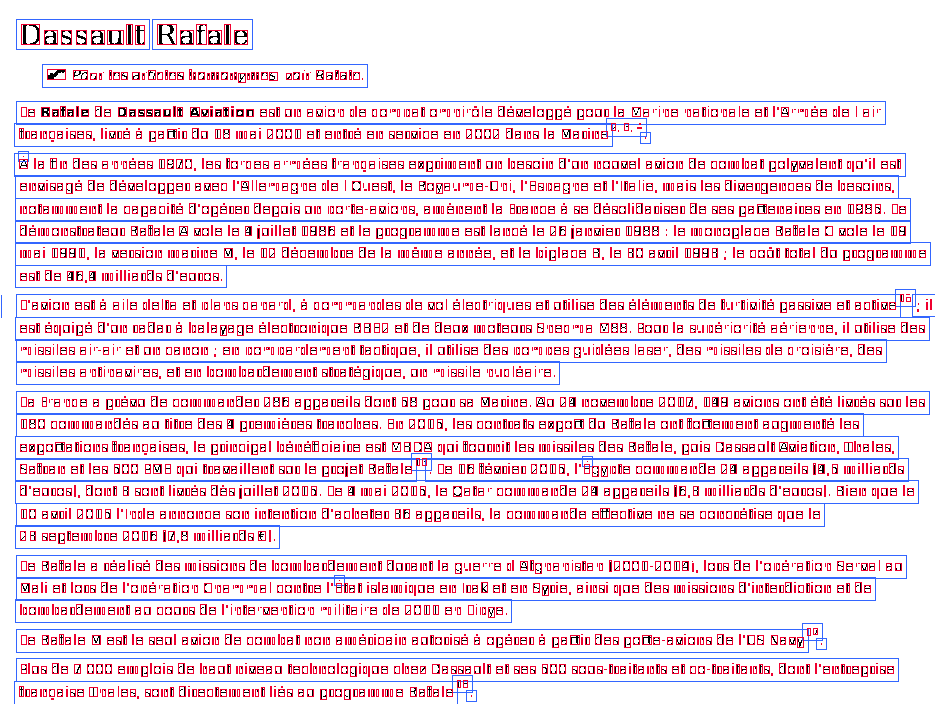 Dassault Rafale
Pour les articles homonymes, voir Rafale.
Le Rafale de Dassault Aviation est un avion de combat omnirôle développé pour la Marine nationale et l'Armée de l'air
françaises, livré à partir du 18 mai 2001 et entré en service en 2002 dans la Marine
À la fin des années 1970, les forces armées françaises expriment un besoin d'un nouvel avion de combat polyvalent qu'il est
envisagé de développer avec l'Allemagne de l'Ouest, le Royaume-Uni, l'Espagne et l'Italie, mais les divergences de besoins,
notamment la capacité d'opérer depuis un porte-avions, amènent la France à se désolidariser de ses partenaires en 1985. Le
démonstrateur Rafale A vole le 4 juillet 1986 et le programme est lancé le 26 janvier 1988 : le monoplace Rafale C vole le 19
mai 1991, la version marine M, le 12 décembre de la même année, et le biplace B, le 30 avril 1993 ; le coût total du programme
est de 46,4 milliards d'euros.
L'avion est à aile delta et plans canard, à commandes de vol électriques et utilise des éléments de furtivité passive et active ; il
est équipé d'un radar à balayage électronique RBE2 et de deux moteurs Snecma M88. Pour la supériorité aérienne, il utilise des
missiles air-air et un canon ; en bombardement tactique, il utilise des bombes guidées laser, des missiles de croisière, des
missiles antinavires, et en bombardement stratégique, un missile nucléaire.
La France a prévu de commander 286 appareils dont 58 pour sa Marine. Au 24 novembre 2017, 149 avions ont été livrés sur les
180 commandés au titre des 4 premières tranches. En 2015, les contrats export du Rafale ont fortement augmenté les
exportations françaises, le principal bénéficiaire est MBDA qui fournit les missiles des Rafale, puis Dassault Aviation, Thales,
Safran et les 500 PME qui travaillent sur le projet Rafale. Le 16 février 2015, l'Égypte commande 24 appareils (4,5 milliards
d'euros), dont 3 sont livrés dès juillet 2015. Le 4 mai 2015, le Qatar commande 24 appareils (6,3 milliards d'euros). Bien que le
10 avril 2015 l'Inde annonce son intention d'acheter 36 appareils, la commande effective ne se concrétise que le
23 septembre 2016 (7,8 milliards €).
Le Rafale a réalisé des missions de bombardement durant la guerre d'Afghanistan (2001-2014), lors de l'opération Serval au
Mali et lors de l'opération Chammal contre l'État islamique en Irak et en Syrie, ainsi que des missions d'interdiction et de
bombardement au cours de l'intervention militaire de 2011 en Libye.
Le Rafale M est le seul avion de combat non américain autorisé à opérer à partir des porte-avions de l'US Navy
Plus de 7 000 emplois de haut niveau technologique chez Dassault et ses 500 sous-traitants et co-traitants, dont l'entreprise
française Thales, sont directement liés au programme Rafale